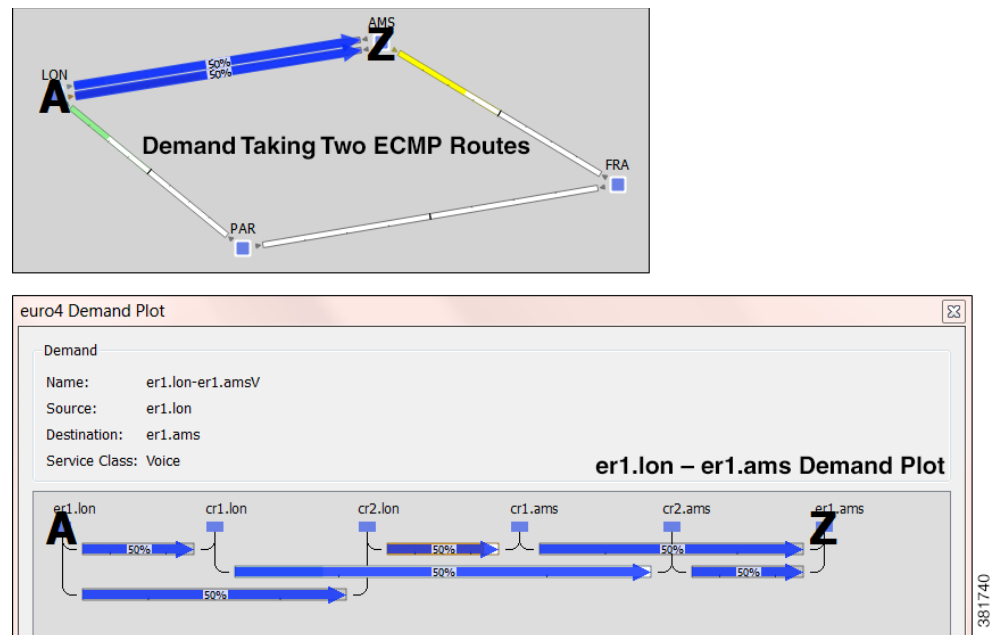 AMS
Z
50%
50%
LON
A
Demand Taking Two ECMP Routes
FRA
PAR
euro4 Demand Plot
Demand
Name: er1.lon-er1.amsV
Source: er1.lon
Destination: er1.ams
Service Class: Voice
er1.lon – er1.ams Demand Plot
er1.lon cr1.lon cr2.lon cr1.ams cr2.ams er1.ams
A Z
50% 50% 50%
50% 50%
50%
381740